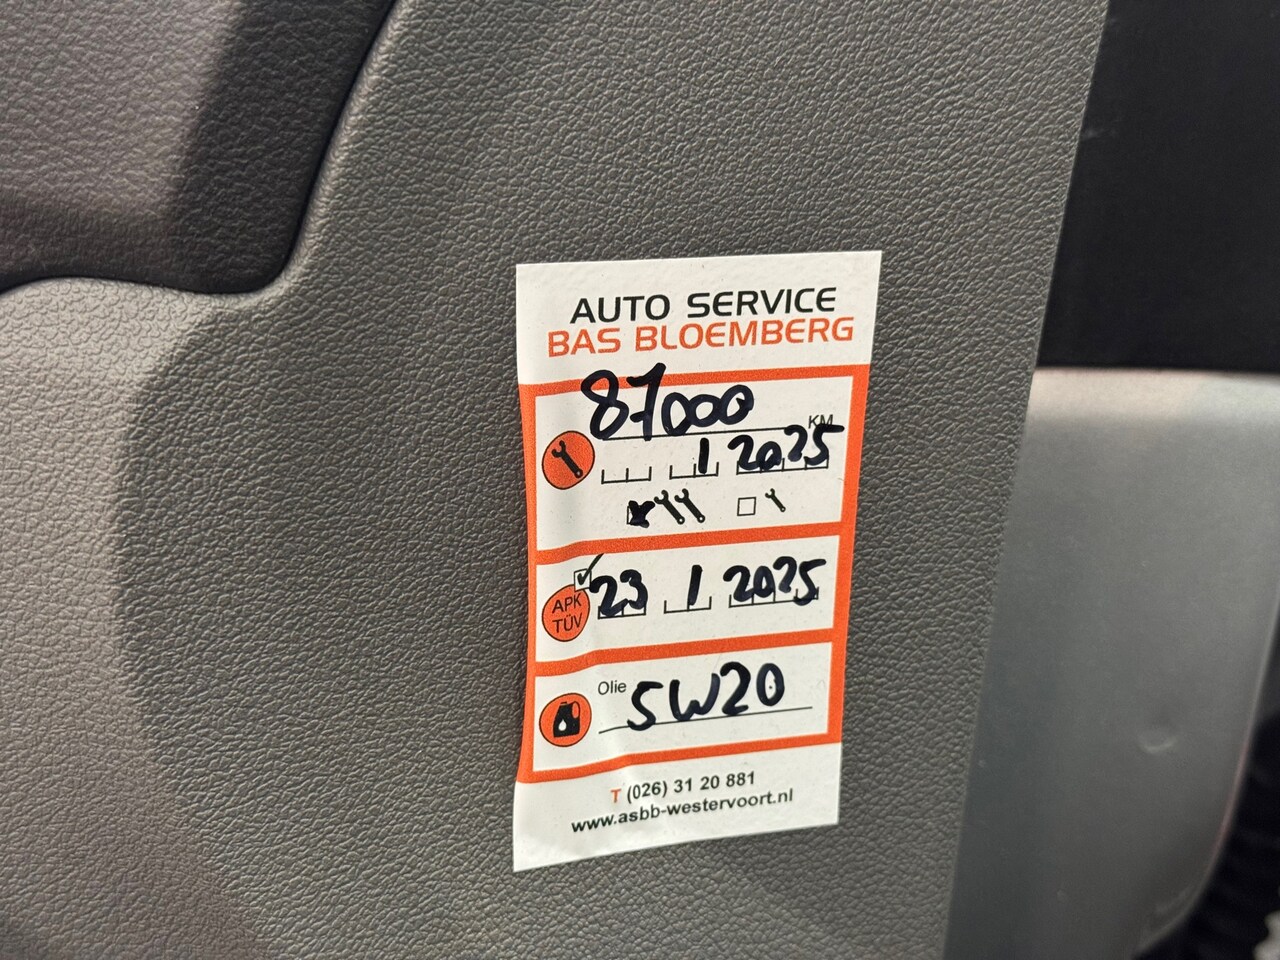 AUTO SERVICE
BAS BLOEMBERG
87000 KM
1 2025
APK TÜV 23 1 2025
Olie 5W20
T (026) 31 20 881
www.asbb-westervoort.nl